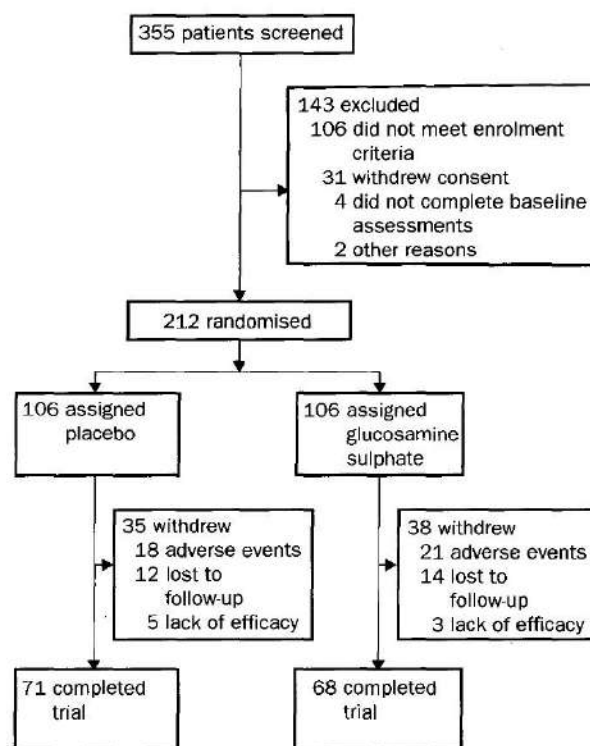 355 patients screened
143 excluded
106 did not meet enrolment
criteria
31 withdrew consent
4 did not complete baseline
assessments
2 other reasons
212 randomised
106 assigned
placebo
106 assigned
glucosamine
sulphate
35 withdrew
18 adverse events
12 lost to
follow-up
5 lack of efficacy
38 withdrew
21 adverse events
14 lost to
follow-up
3 lack of efficacy
71 completed
trial
68 completed
trial